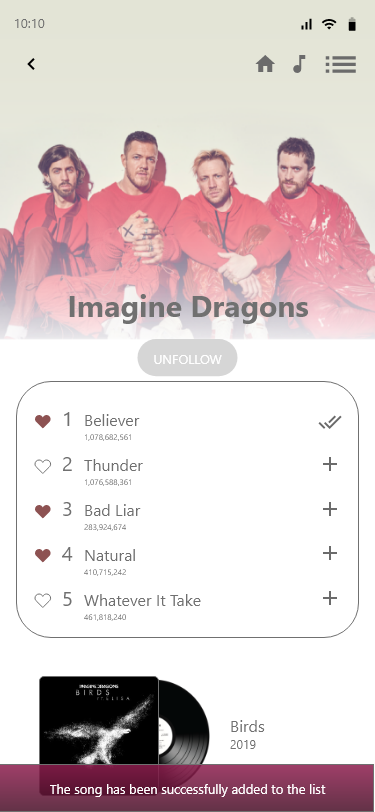 10:10
Imagine Dragons
UNFOLLOW
1 Believer
1,078,682,561
2 Thunder
1,076,588,361
3 Bad Liar
283,924,674
4 Natural
410,715,242
5 Whatever It Take
461,818,240
IMAGINE DRAGONS
BIRDS
Birds
2019
The song has been successfully added to the list